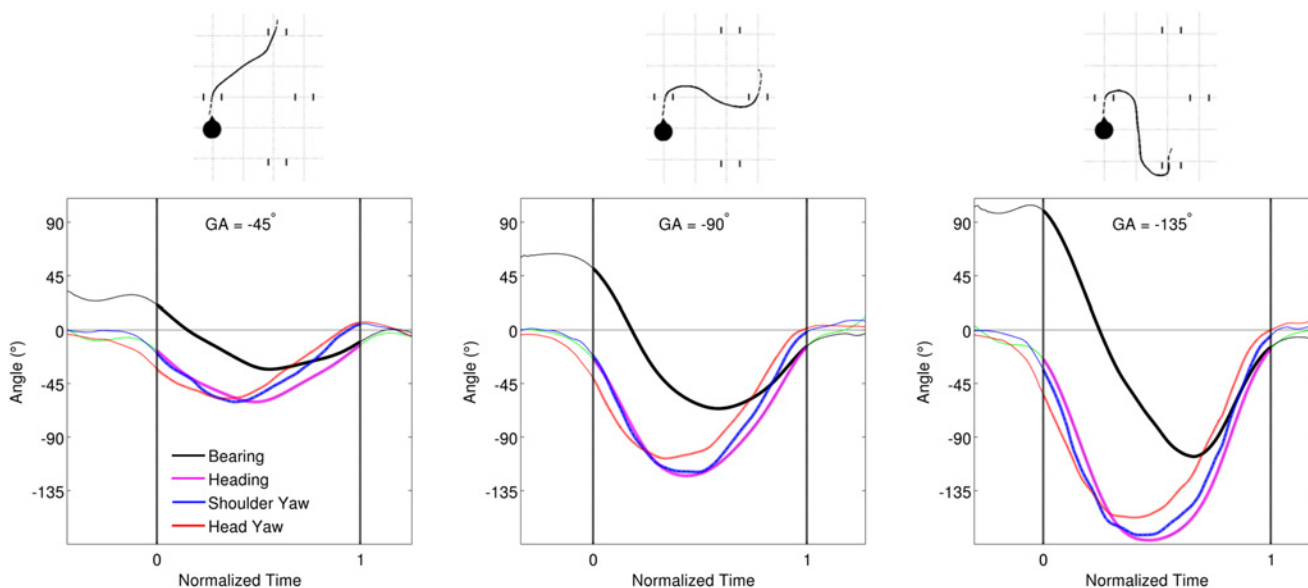 GA = -45°
90
45
0
-45
-90
-135
Angle (°)
Bearing
Heading
Shoulder Yaw
Head Yaw
0
1
Normalized Time
GA = -90°
90
45
0
-45
-90
-135
Angle (°)
0
1
Normalized Time
GA = -135°
90
45
0
-45
-90
-135
Angle (°)
0
1
Normalized Time